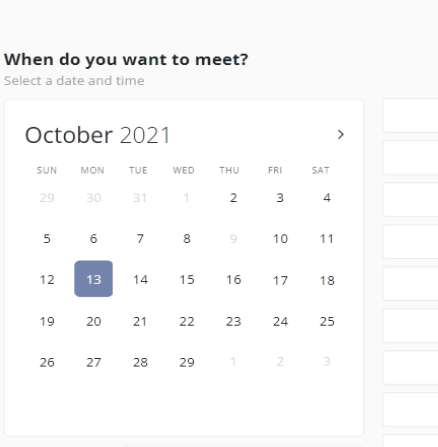 When do you want to meet?
Select a date and time
October 2021
SUN MON TUE WED THU FRI SAT
29 30 31 1 2 3 4
5 6 7 8 9 10 11
12 13 14 15 16 17 18
19 20 21 22 23 24 25
26 27 28 29 1 2 3